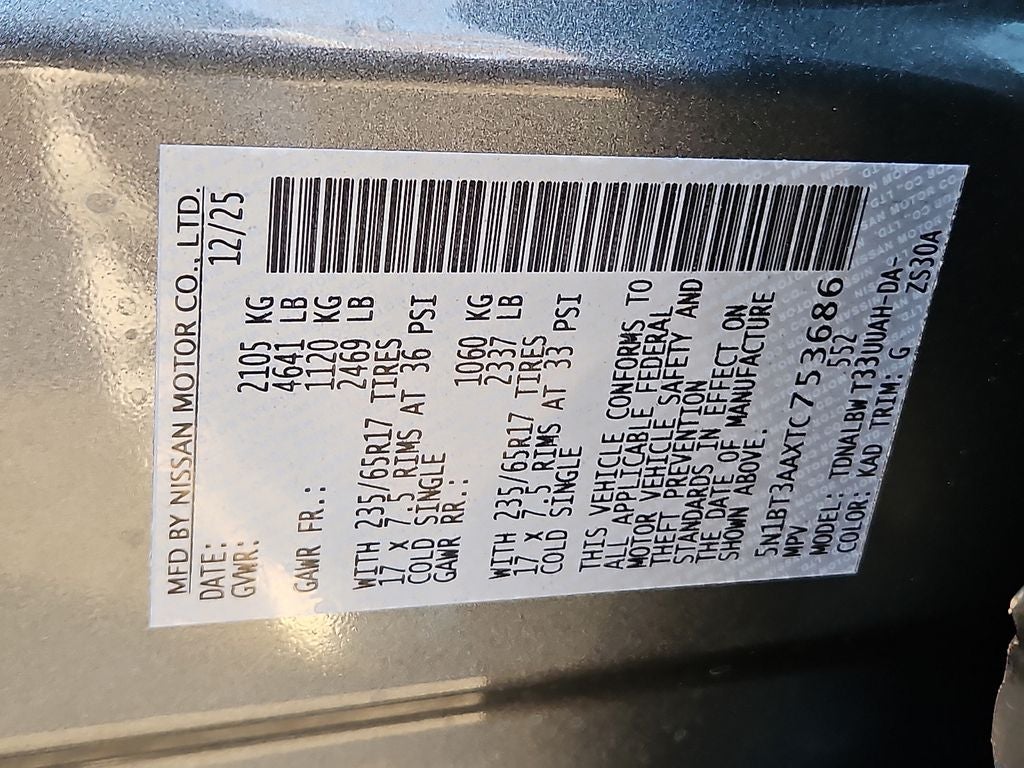 MFD BY NISSAN MOTOR CO., LTD.
DATE: 12/25
GVWR: 2105 KG
4641 LB
GAWR FR.: 1120 KG
2469 LB
WITH 235/65R17 TIRES
17 X 7.5 RIMS AT 36 PSI
COLD SINGLE
GAWR RR.: 1060 KG
2337 LB
WITH 235/65R17 TIRES
17 X 7.5 RIMS AT 33 PSI
COLD SINGLE
THIS VEHICLE CONFORMS TO
ALL APPLICABLE FEDERAL
MOTOR VEHICLE SAFETY AND
THEFT PREVENTION
STANDARDS IN EFFECT ON
THE DATE OF MANUFACTURE
SHOWN ABOVE.
5N1BT3AAXTC753686
MPV 552
MODEL: TDNALBWT33UUAH-DA-
COLOR: KAD TRIM: G ZS30A